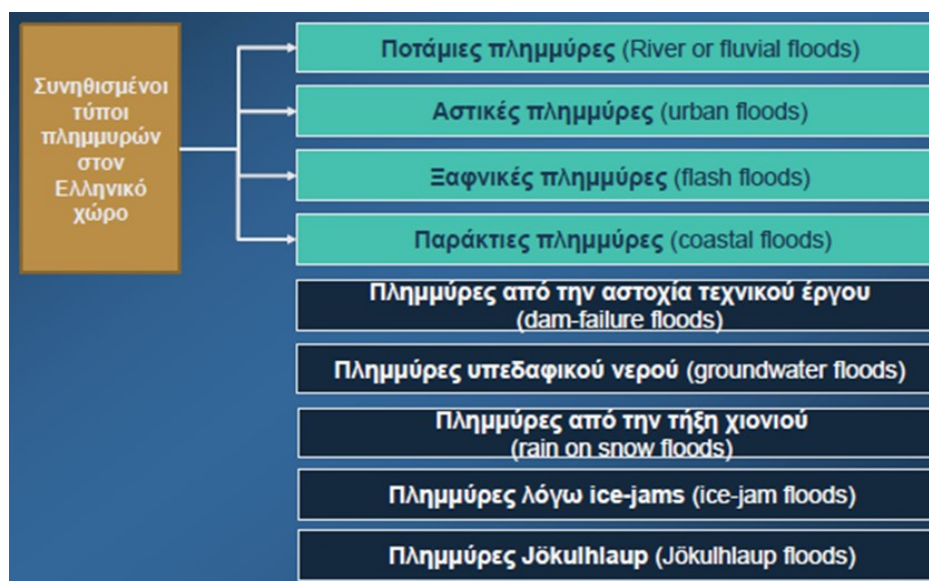 Συνηθισμένοι
τύποι
πλημμυρών
στον
Ελληνικό
χώρο
Ποτάμιες πλημμύρες (River or fluvial floods)
Αστικές πλημμύρες (urban floods)
Ξαφνικές πλημμύρες (flash floods)
Παράκτιες πλημμύρες (coastal floods)
Πλημμύρες από την αστοχία τεχνικού έργου
(dam-failure floods)
Πλημμύρες υπεδαφικού νερού (groundwater floods)
Πλημμύρες από την τήξη χιονιού
(rain on snow floods)
Πλημμύρες λόγω ice-jams (ice-jam floods)
Πλημμύρες Jökulhlaup (Jökulhlaup floods)